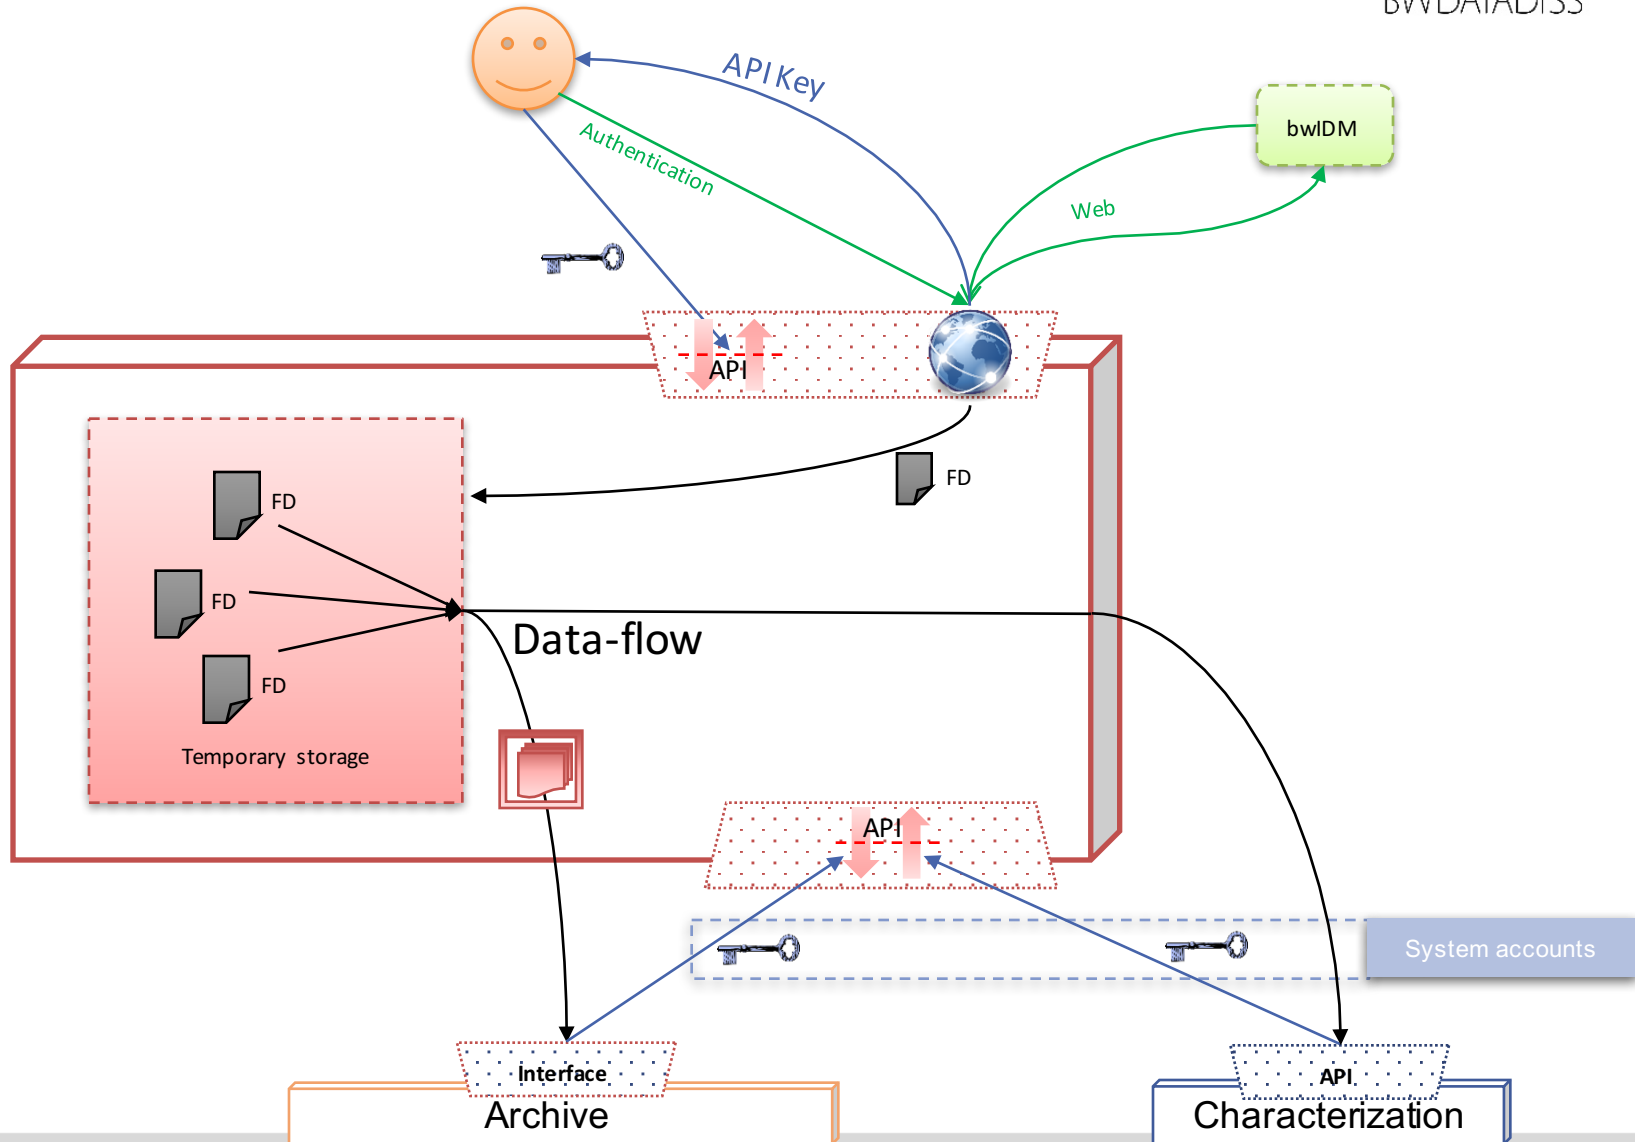 BWDATADISS
API Key
bwIDM
Authentication
Web
API
FD
FD
FD
Data-flow
FD
Temporary storage
API
System accounts
Interface
API
Archive
Characterization